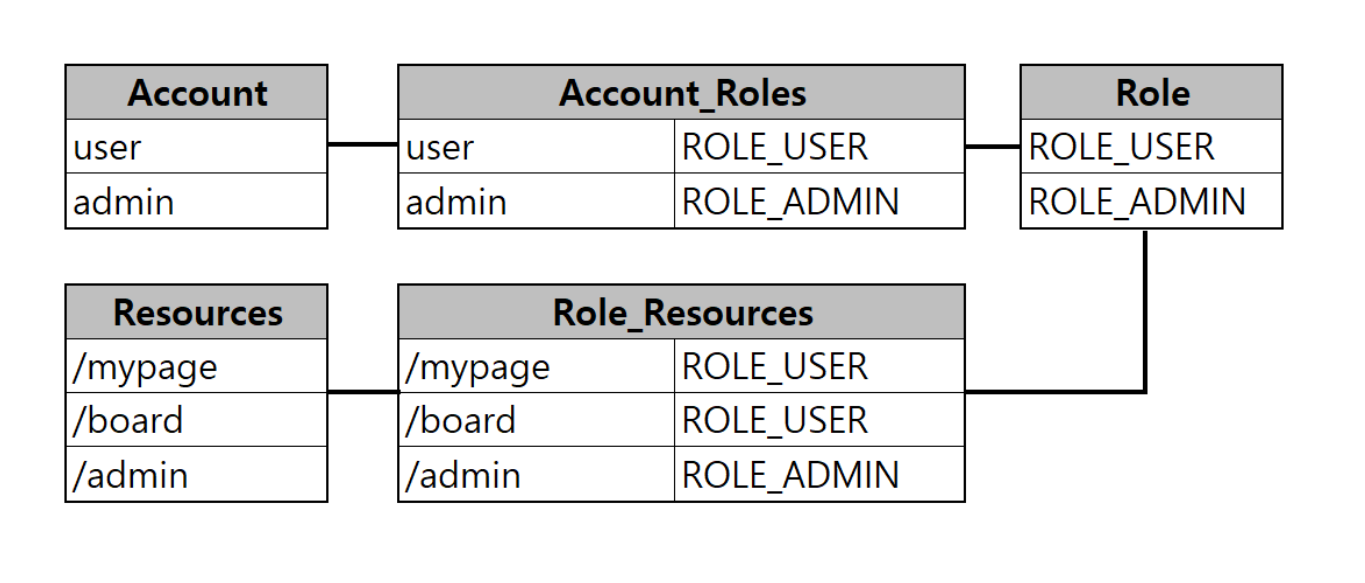 Account
user
admin
Account_Roles
user ROLE_USER
admin ROLE_ADMIN
Role
ROLE_USER
ROLE_ADMIN
Resources
/mypage
/board
/admin
Role_Resources
/mypage ROLE_USER
/board ROLE_USER
/admin ROLE_ADMIN